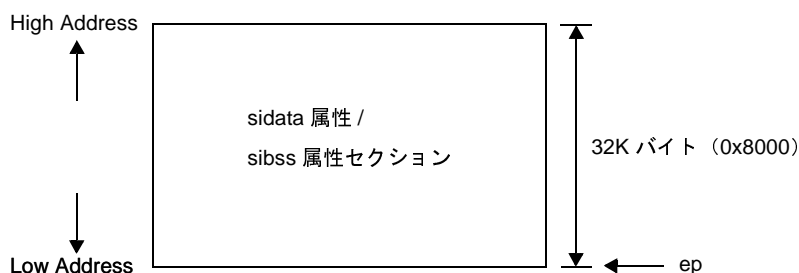 High Address
sidata 属性 /
sibss 属性セクション
32K バイト（0x8000）
Low Address
ep